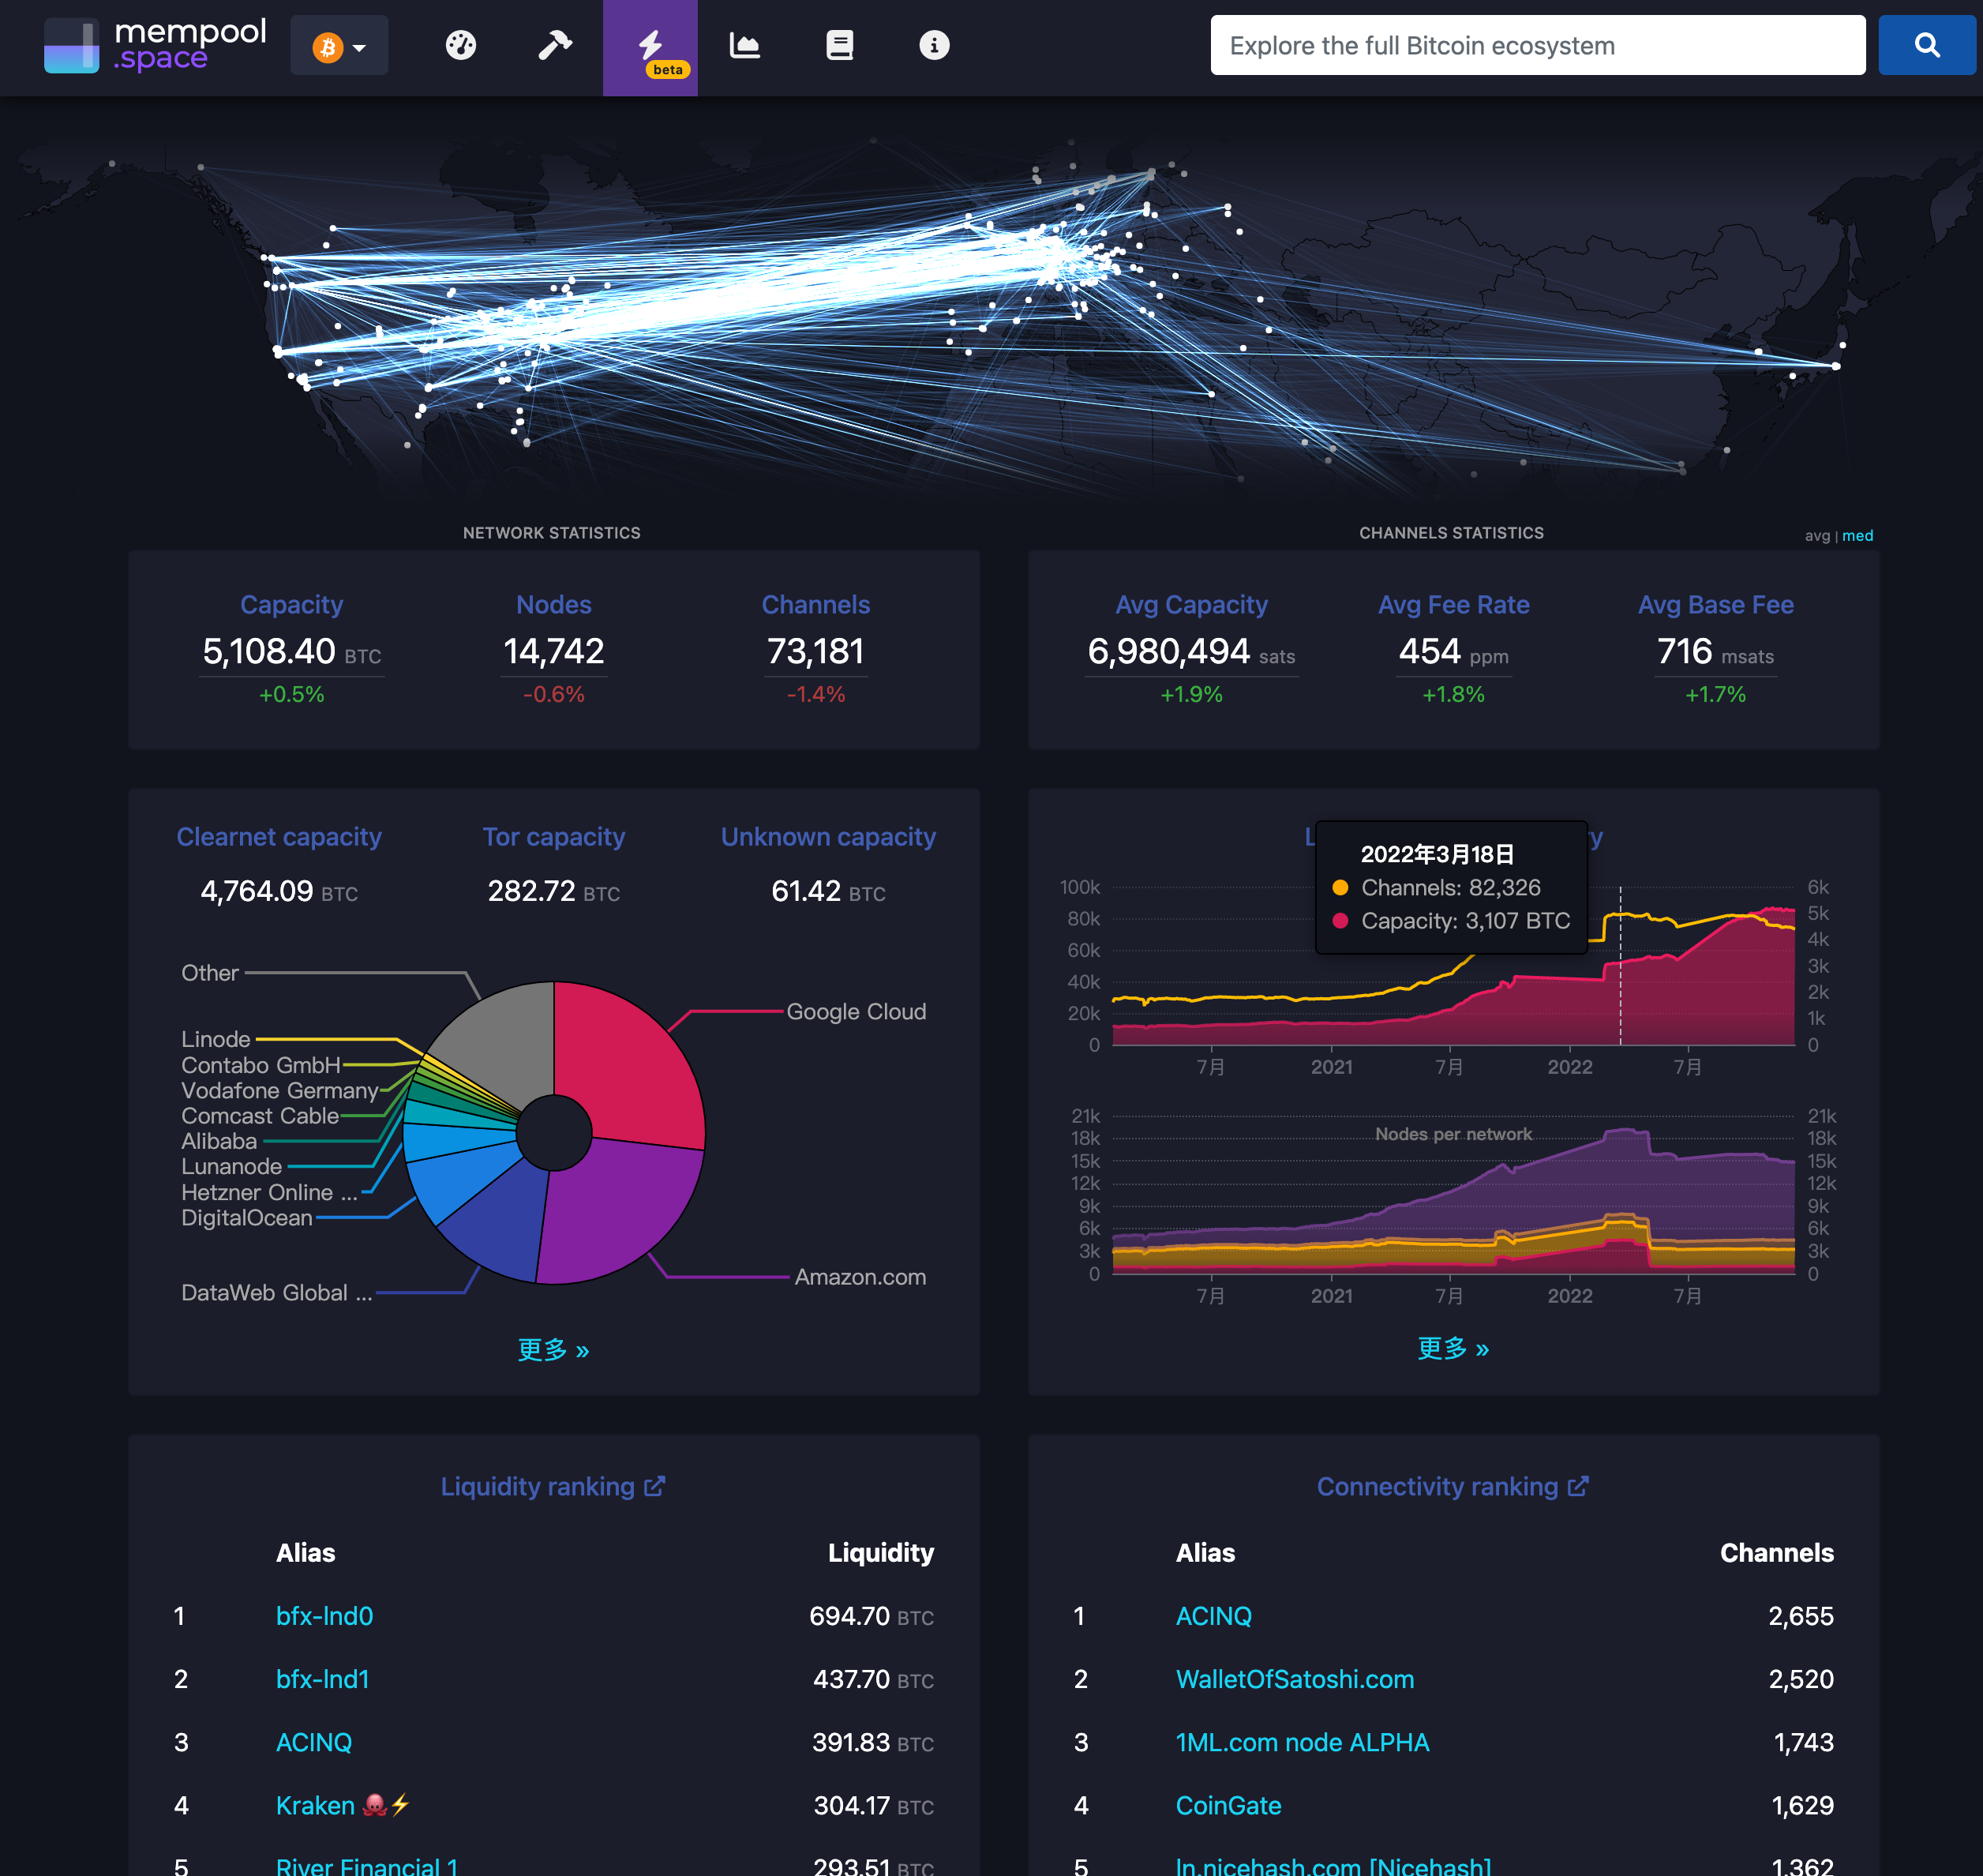 mempool
.space
beta
Explore the full Bitcoin ecosystem
NETWORK STATISTICS
CHANNELS STATISTICS
avg | med
Capacity Nodes Channels
5,108.40 BTC 14,742 73,181
+0.5% -0.6% -1.4%
Avg Capacity Avg Fee Rate Avg Base Fee
6,980,494 sats 454 ppm 716 msats
+1.9% +1.8% +1.7%
Clearnet capacity Tor capacity Unknown capacity
4,764.09 BTC 282.72 BTC 61.42 BTC
Other
Google Cloud
Linode
Contabo GmbH
Vodafone Germany
Comcast Cable
Alibaba
Lunanode
Hetzner Online ...
DigitalOcean
Amazon.com
DataWeb Global ...
更多 »
L y
2022年3月18日
Channels: 82,326
Capacity: 3,107 BTC
100k 6k
80k 5k
60k 4k
40k 3k
20k 2k
0 1k
0
7月 2021 7月 2022 7月
Nodes per network
21k 21k
18k 18k
15k 15k
12k 12k
9k 9k
6k 6k
3k 3k
0 0
7月 2021 7月 2022 7月
更多 »
Liquidity ranking
Alias Liquidity
1 bfx-lnd0 694.70 BTC
2 bfx-lnd1 437.70 BTC
3 ACINQ 391.83 BTC
4 Kraken 🐙⚡ 304.17 BTC
5 River Financial 1 293.51 BTC
Connectivity ranking
Alias Channels
1 ACINQ 2,655
2 WalletOfSatoshi.com 2,520
3 1ML.com node ALPHA 1,743
4 CoinGate 1,629
5 ln.nicehash.com [Nicehash] 1,362